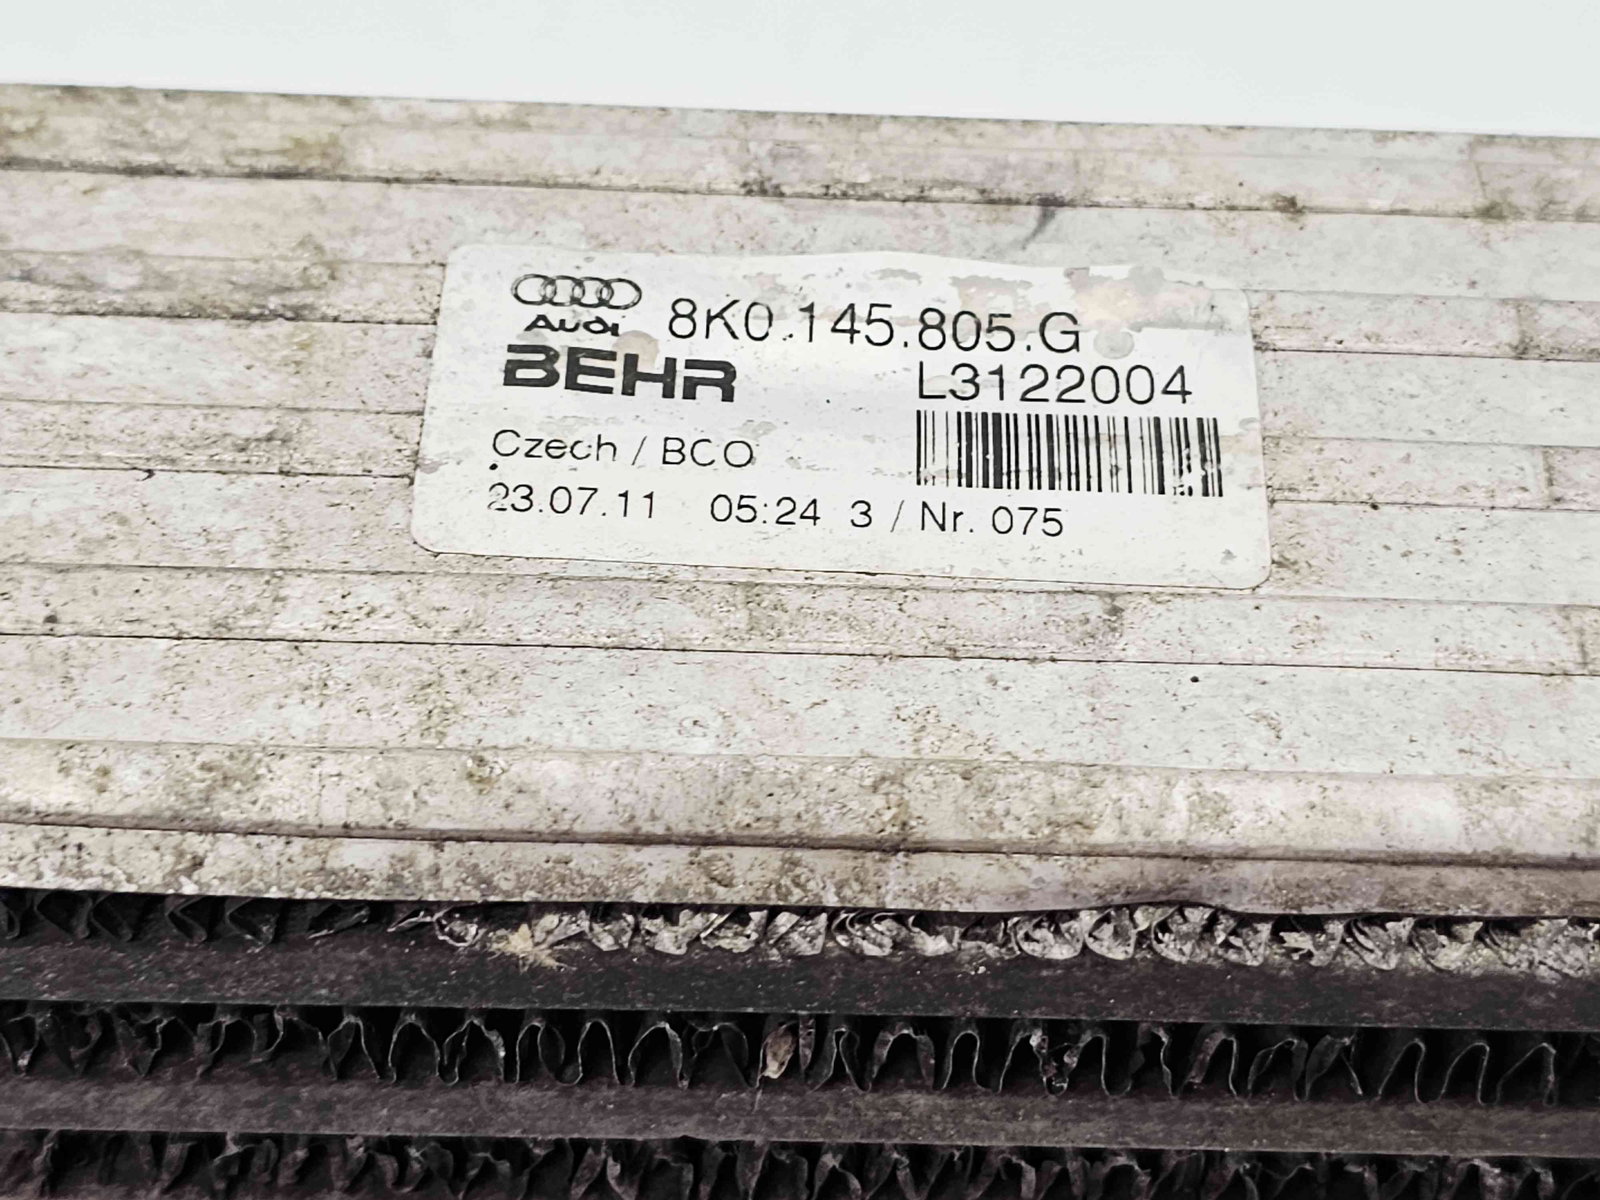 Audi 8K0.145.805.G
BEHR L3122004
Czech / BCO
23.07.11 05:24 3 / Nr. 075